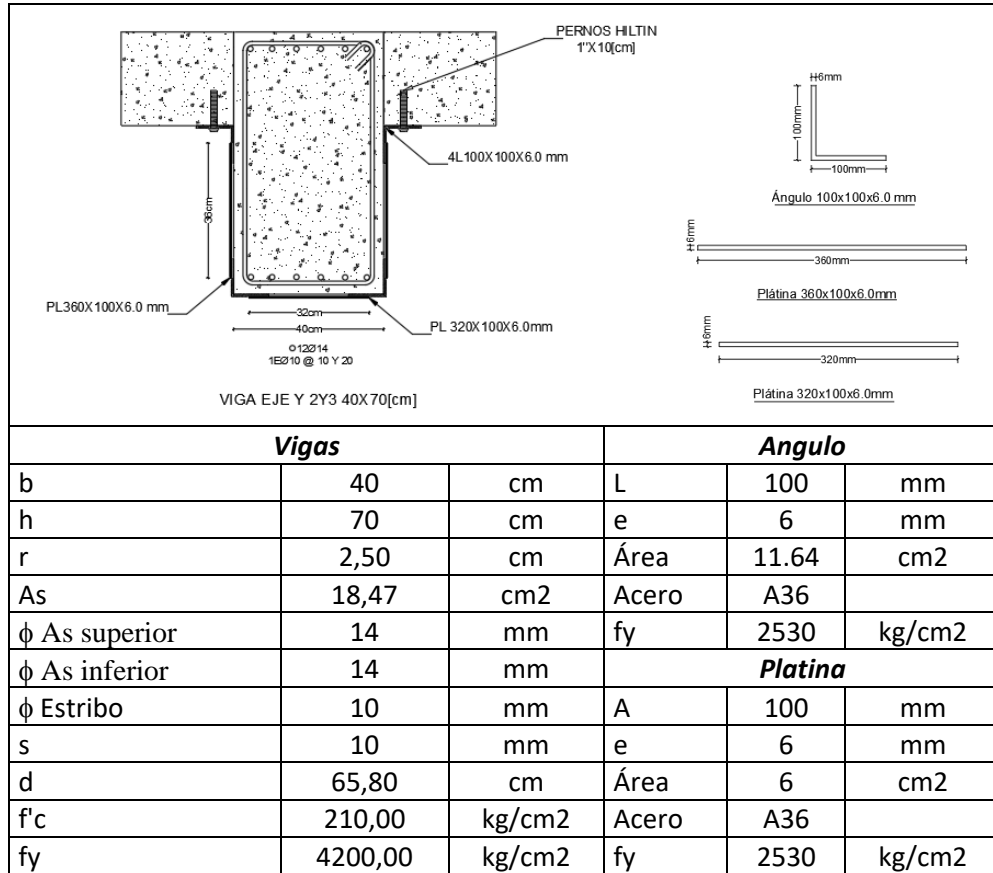 PERNOS HILTIN
1"X10[cm]
4L100X100X6.0 mm
36cm
PL360X100X6.0 mm
32cm
40cm
PL 320X100X6.0mm
O12Ø14
1EØ10 @ 10 Y 20
VIGA EJE Y 2Y3 40X70[cm]
6mm
100mm
100mm
Ángulo 100x100x6.0 mm
6mm
360mm
Plátina 360x100x6.0mm
6mm
320mm
Plátina 320x100x6.0mm
Vigas Angulo
b 40 cm L 100 mm
h 70 cm e 6 mm
r 2,50 cm Área 11.64 cm2
As 18,47 cm2 Acero A36
ϕ As superior 14 mm fy 2530 kg/cm2
ϕ As inferior 14 mm Platina
ϕ Estribo 10 mm A 100 mm
s 10 mm e 6 mm
d 65,80 cm Área 6 cm2
f'c 210,00 kg/cm2 Acero A36
fy 4200,00 kg/cm2 fy 2530 kg/cm2